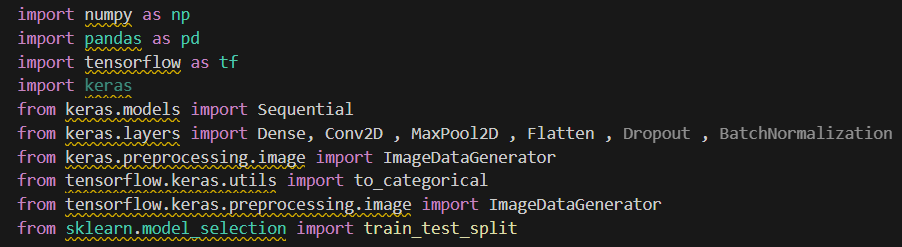 import numpy as np
import pandas as pd
import tensorflow as tf
import keras
from keras.models import Sequential
from keras.layers import Dense, Conv2D , MaxPool2D , Flatten , Dropout , BatchNormalization
from keras.preprocessing.image import ImageDataGenerator
from tensorflow.keras.utils import to_categorical
from tensorflow.keras.preprocessing.image import ImageDataGenerator
from sklearn.model_selection import train_test_split